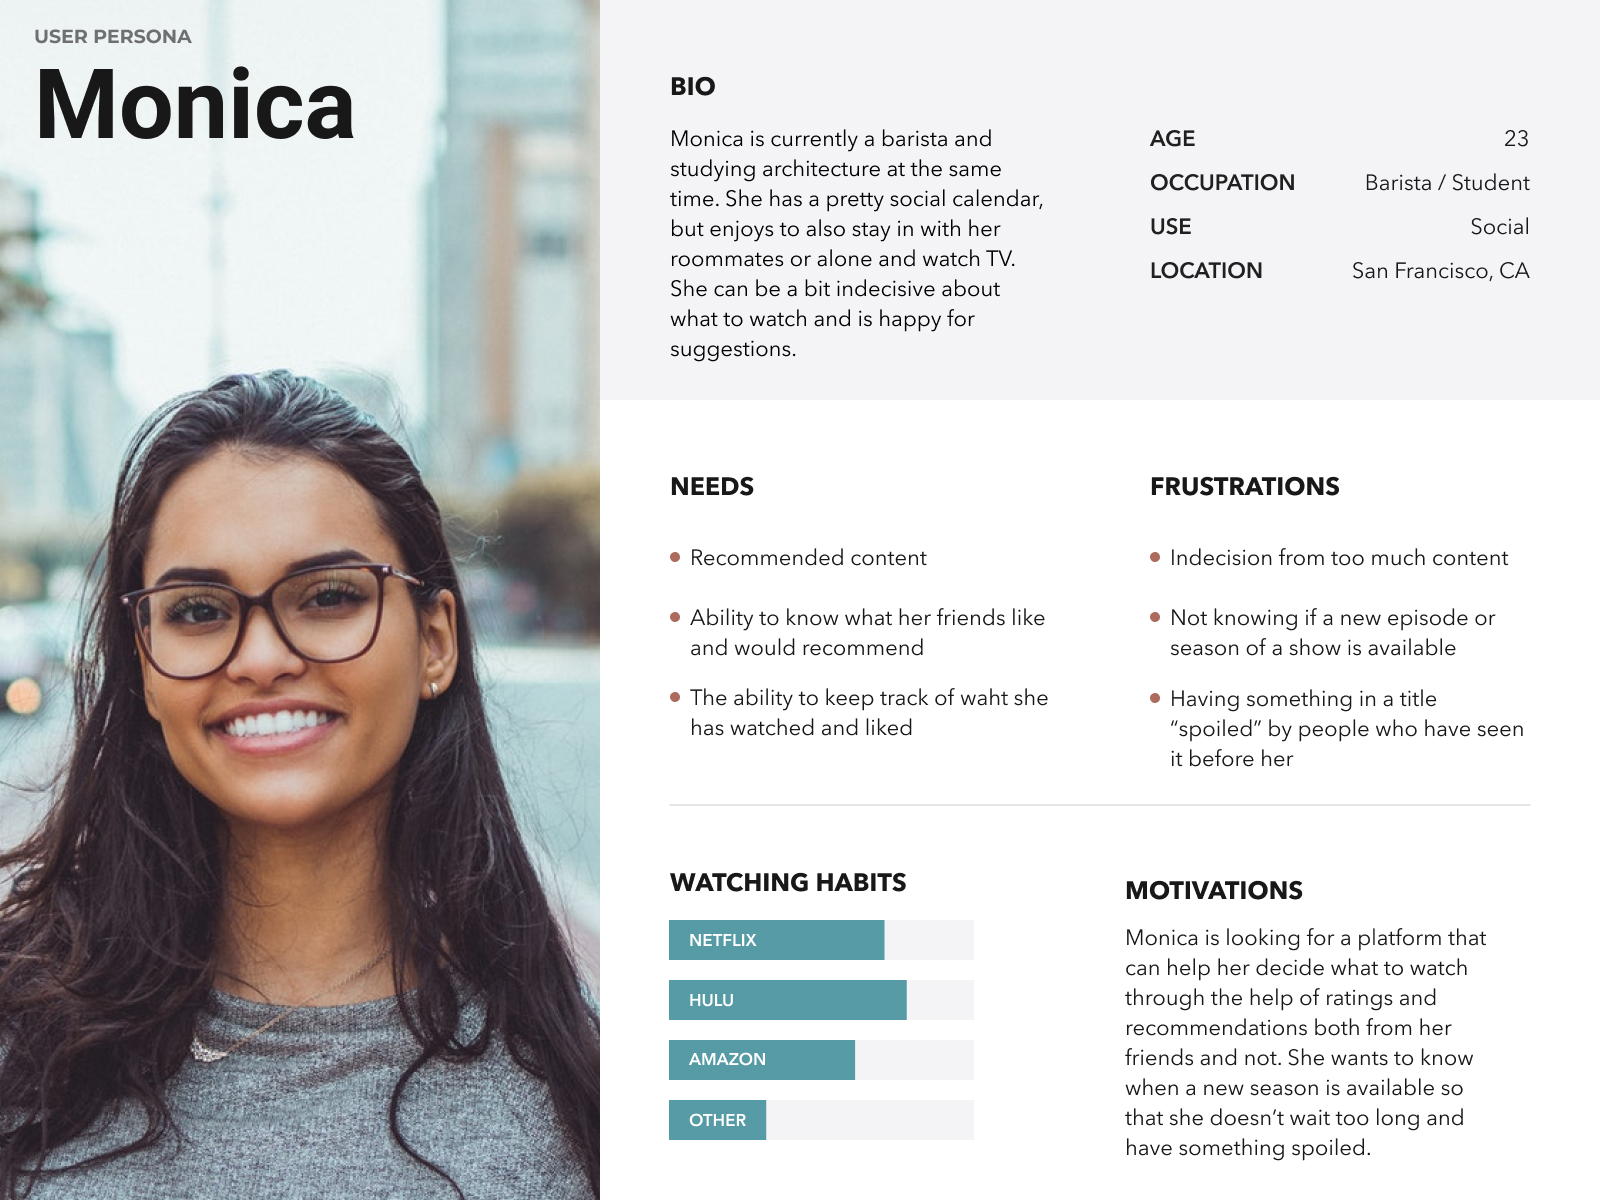 USER PERSONA
Monica
BIO
Monica is currently a barista and
studying architecture at the same
time. She has a pretty social calendar,
but enjoys to also stay in with her
roommates or alone and watch TV.
She can be a bit indecisive about
what to watch and is happy for
suggestions.
AGE 23
OCCUPATION Barista / Student
USE Social
LOCATION San Francisco, CA
NEEDS
Recommended content
Ability to know what her friends like
and would recommend
The ability to keep track of waht she
has watched and liked
FRUSTRATIONS
Indecision from too much content
Not knowing if a new episode or
season of a show is available
Having something in a title
“spoiled” by people who have seen
it before her
WATCHING HABITS
NETFLIX
HULU
AMAZON
OTHER
MOTIVATIONS
Monica is looking for a platform that
can help her decide what to watch
through the help of ratings and
recommendations both from her
friends and not. She wants to know
when a new season is available so
that she doesn’t wait too long and
have something spoiled.